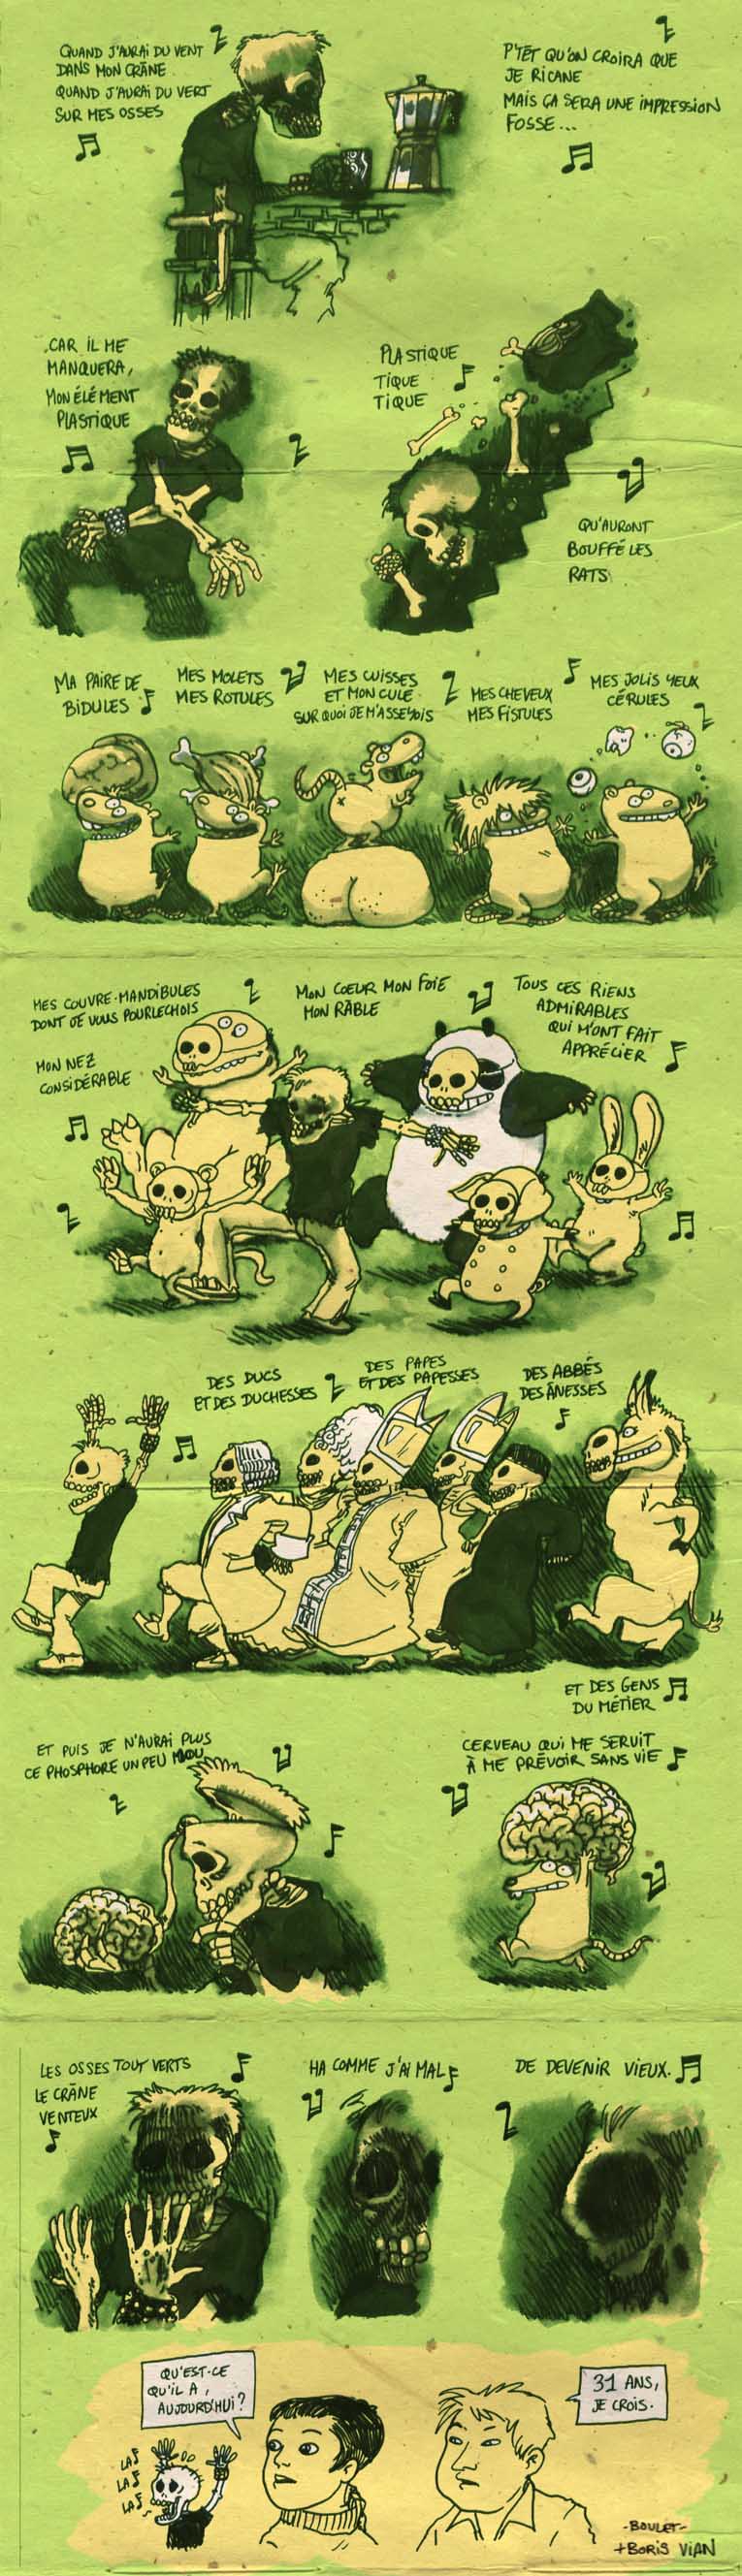 QUAND J'AURAI DU VENT
DANS MON CRÂNE
QUAND J'AURAI DU VERT
SUR MES OSSES
P'TÊT QU'ON CROIRA QUE
JE RICANE
MAIS ÇA SERA UNE IMPRESSION
FOSSE...
CAR IL ME
MANQUERA,
MON ÉLÉMENT
PLASTIQUE
PLASTIQUE
TIQUE
TIQUE
QU'AURONT
BOUFFÉ LES
RATS
MA PAIRE DE
BIDULES
MES MOLETS
MES ROTULES
MES CUISSES
ET MON CULE
SUR QUOI JE M'ASSEYOIS
MES CHEVEUX
MES FISTULES
MES JOLIS YEUX
CÉRULES
MES COUVRE-MANDIBULES
DONT JE VOUS POURLÉCHOIS
MON NEZ
CONSIDÉRABLE
MON COEUR MON FOIE
MON RÂBLE
TOUS CES RIENS
ADMIRABLES
QUI M'ONT FAIT
APPRÉCIER
DES DUCS
ET DES DUCHESSES
DES PAPES
ET DES PAPESSES
DES ABBÉS
DES ÂNESSES
ET DES GENS
DU MÉTIER
ET PUIS JE N'AURAI PLUS
CE PHOSPHORE UN PEU MOU
CERVEAU QUI ME SERVIT
À ME PRÉVOIR SANS VIE
LES OSSES TOUT VERTS
LE CRÂNE
VENTEUX
HA COMME J'AI MAL
DE DEVENIR VIEUX.
QU'EST-CE
QU'IL A,
AUJOURD'HUI?
31 ANS,
JE CROIS.
LA
LA
LA
-BOULET-
+BORIS VIAN